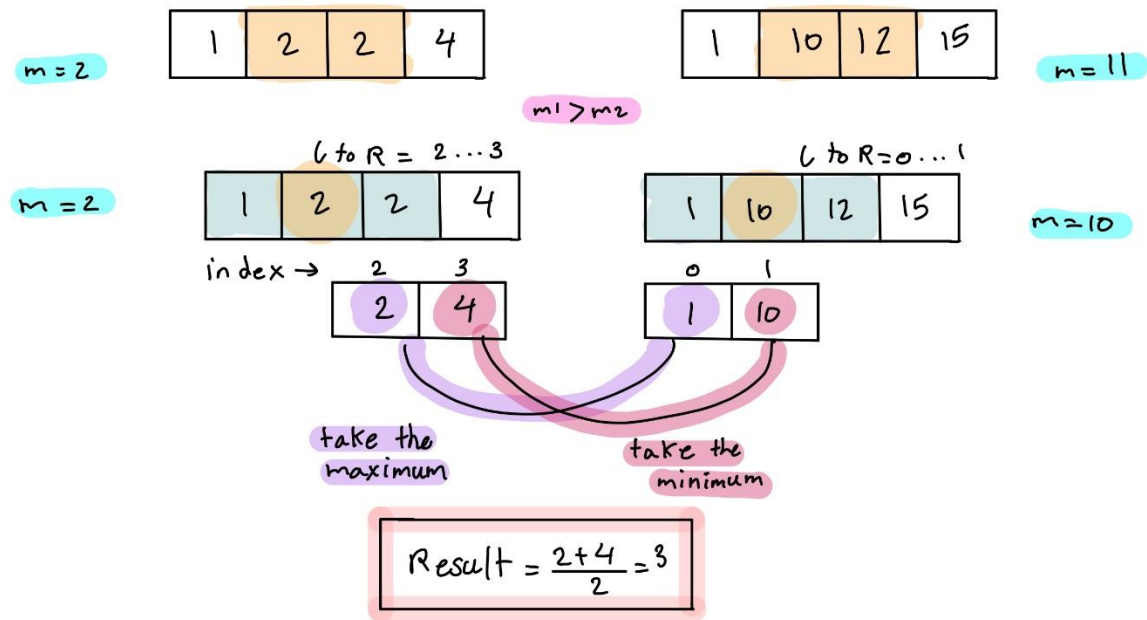 1 2 2 4
1 10 12 15
m=2
m=11
m1>m2
L to R = 2...3
L to R=0...1
m=2
1 2 2 4
1 10 12 15
m=10
index → 2 3
0 1
2 4
1 10
take the
maximum
take the
minimum
Result = 2+4/2 = 3